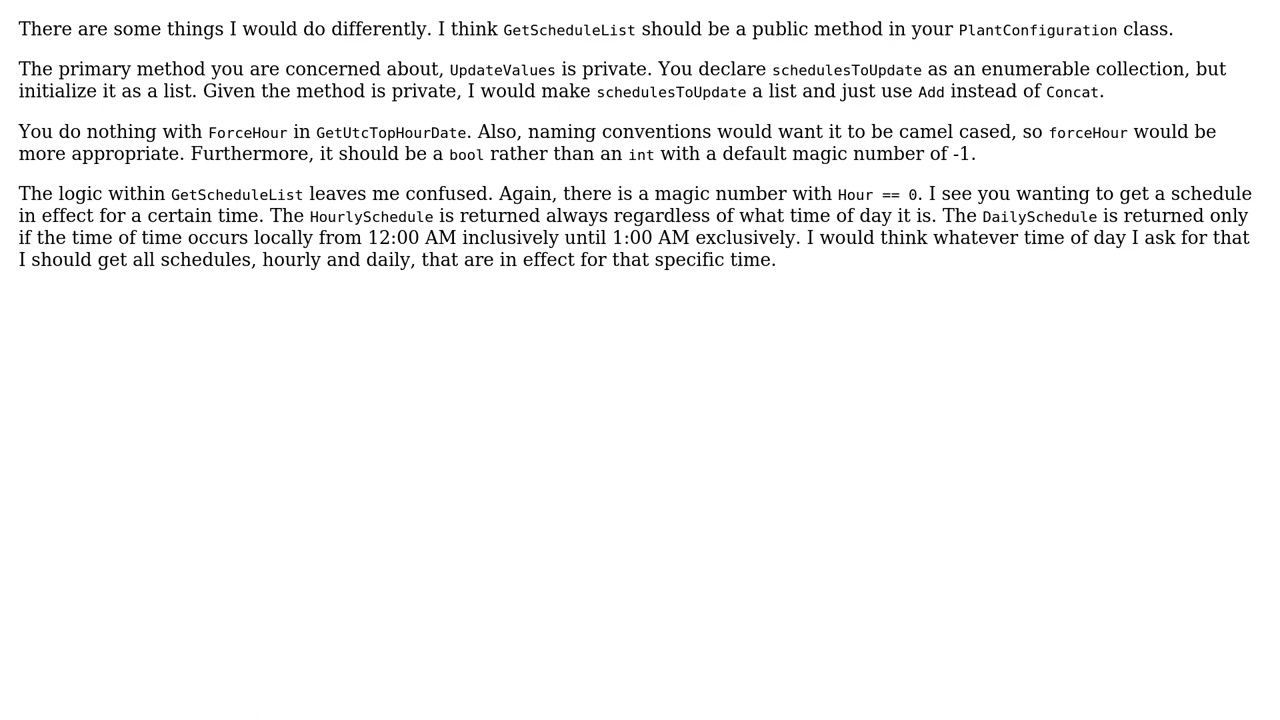 There are some things I would do differently. I think GetScheduleList should be a public method in your PlantConfiguration class.
The primary method you are concerned about, UpdateValues is private. You declare schedulesToUpdate as an enumerable collection, but
initialize it as a list. Given the method is private, I would make schedulesToUpdate a list and just use Add instead of Concat.
You do nothing with ForceHour in GetUtcTopHourDate. Also, naming conventions would want it to be camel cased, so forceHour would be
more appropriate. Furthermore, it should be a bool rather than an int with a default magic number of -1.
The logic within GetScheduleList leaves me confused. Again, there is a magic number with Hour == 0. I see you wanting to get a schedule
in effect for a certain time. The HourlySchedule is returned always regardless of what time of day it is. The DailySchedule is returned only
if the time of time occurs locally from 12:00 AM inclusively until 1:00 AM exclusively. I would think whatever time of day I ask for that
I should get all schedules, hourly and daily, that are in effect for that specific time.